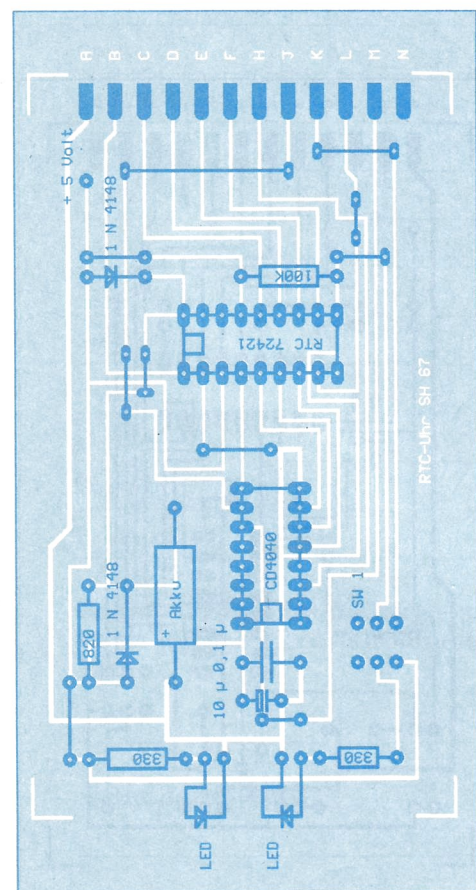 A
B
C
D
E
F
H
J
K
L
M
N
+ 5 Volt
1 N 4148
100K
RTC 72421
RTC-Uhr SH 67
1 N 4148
820
+ Akku
CD4040
SW 1
10 µ 0,1 µ
330
330
LED
LED